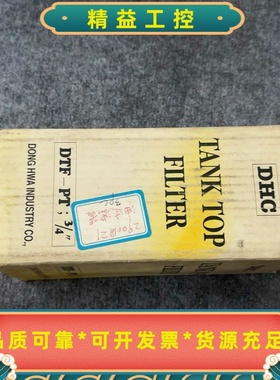 精益工控
DHC
TANK TOP
FILTER
DTF - PT ; 3/4"
DONG HWA INDUSTRY CO.,
品质可靠*可开发票*货源充足